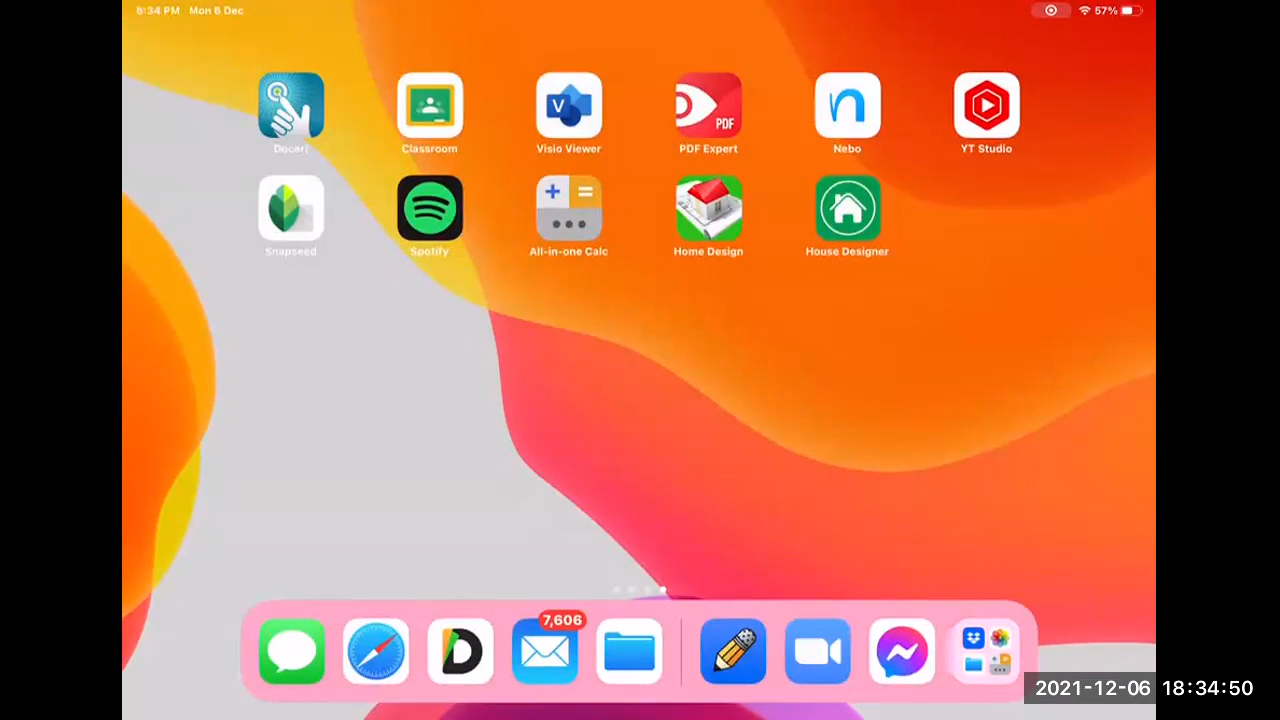 6:34 PM Mon 6 Dec
57%
Doceri
Classroom
Visio Viewer
PDF Expert
Nebo
YT Studio
V
PDF
Snapseed
Spotify
All-in-one Calc
Home Design
House Designer
7,606
2021-12-06 18:34:50